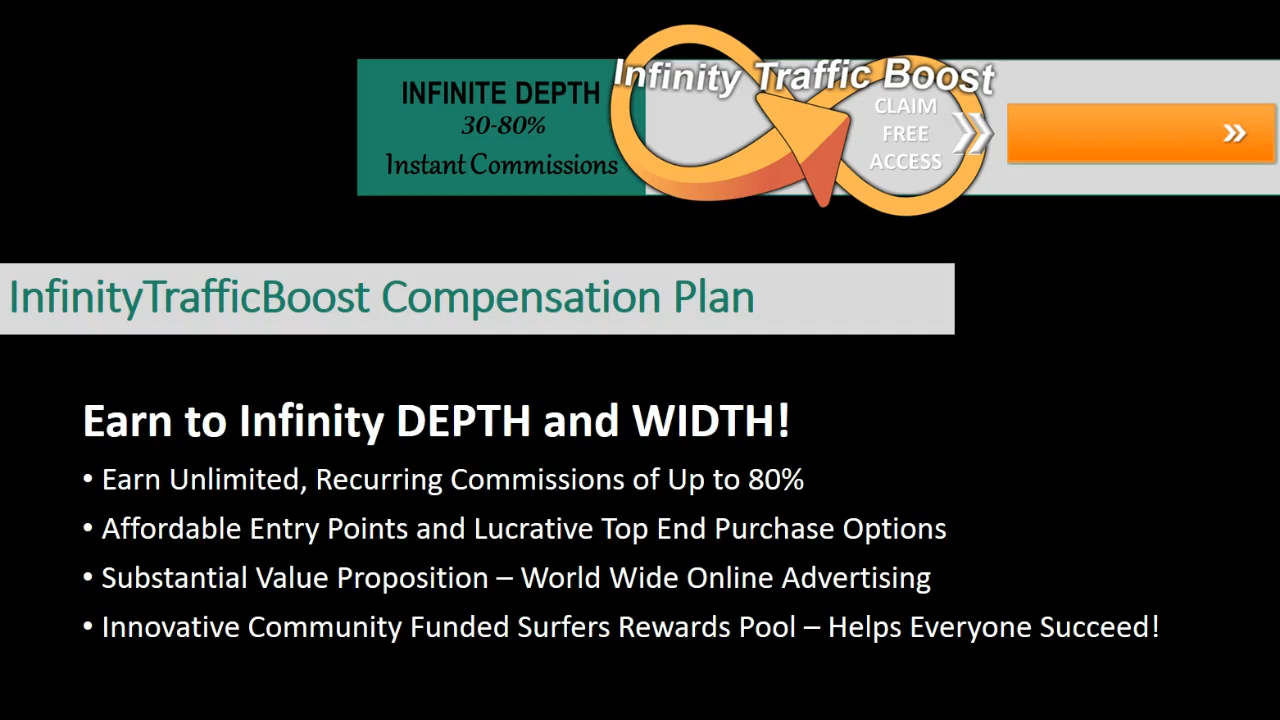 INFINITE DEPTH
30-80%
Instant Commissions
Infinity Traffic Boost
CLAIM
FREE
ACCESS
InfinityTrafficBoost Compensation Plan
Earn to Infinity DEPTH and WIDTH!
• Earn Unlimited, Recurring Commissions of Up to 80%
• Affordable Entry Points and Lucrative Top End Purchase Options
• Substantial Value Proposition – World Wide Online Advertising
• Innovative Community Funded Surfers Rewards Pool – Helps Everyone Succeed!